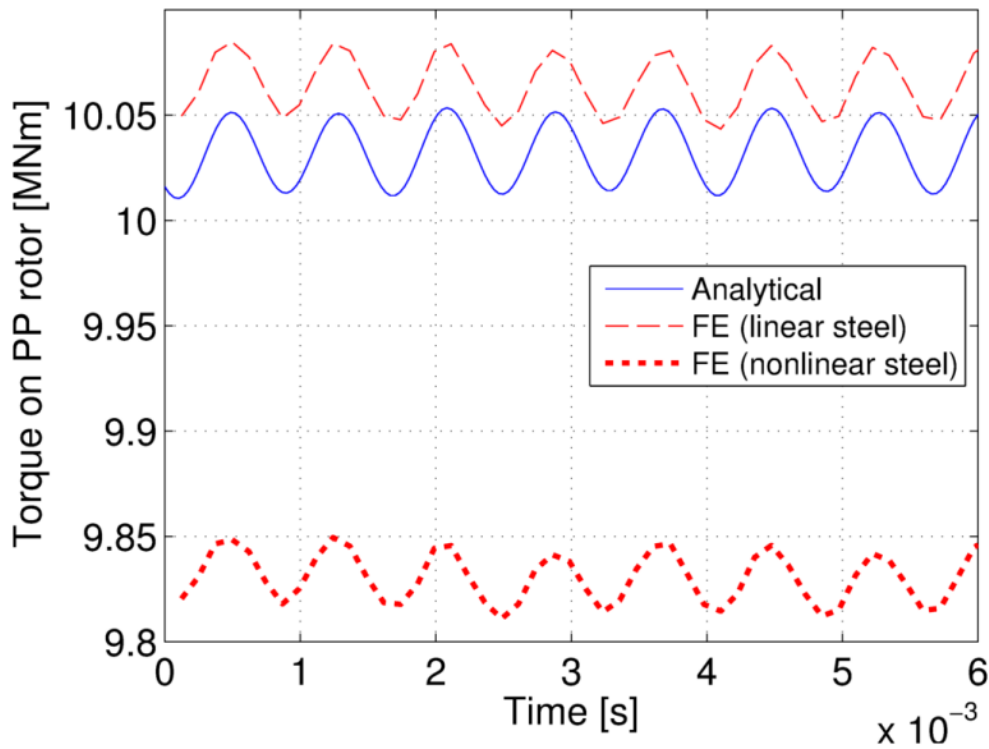 Torque on PP rotor [MNm]
10.05
10
9.95
9.9
9.85
9.8
Analytical
FE (linear steel)
FE (nonlinear steel)
0 1 2 3 4 5 6
Time [s]
x 10⁻³